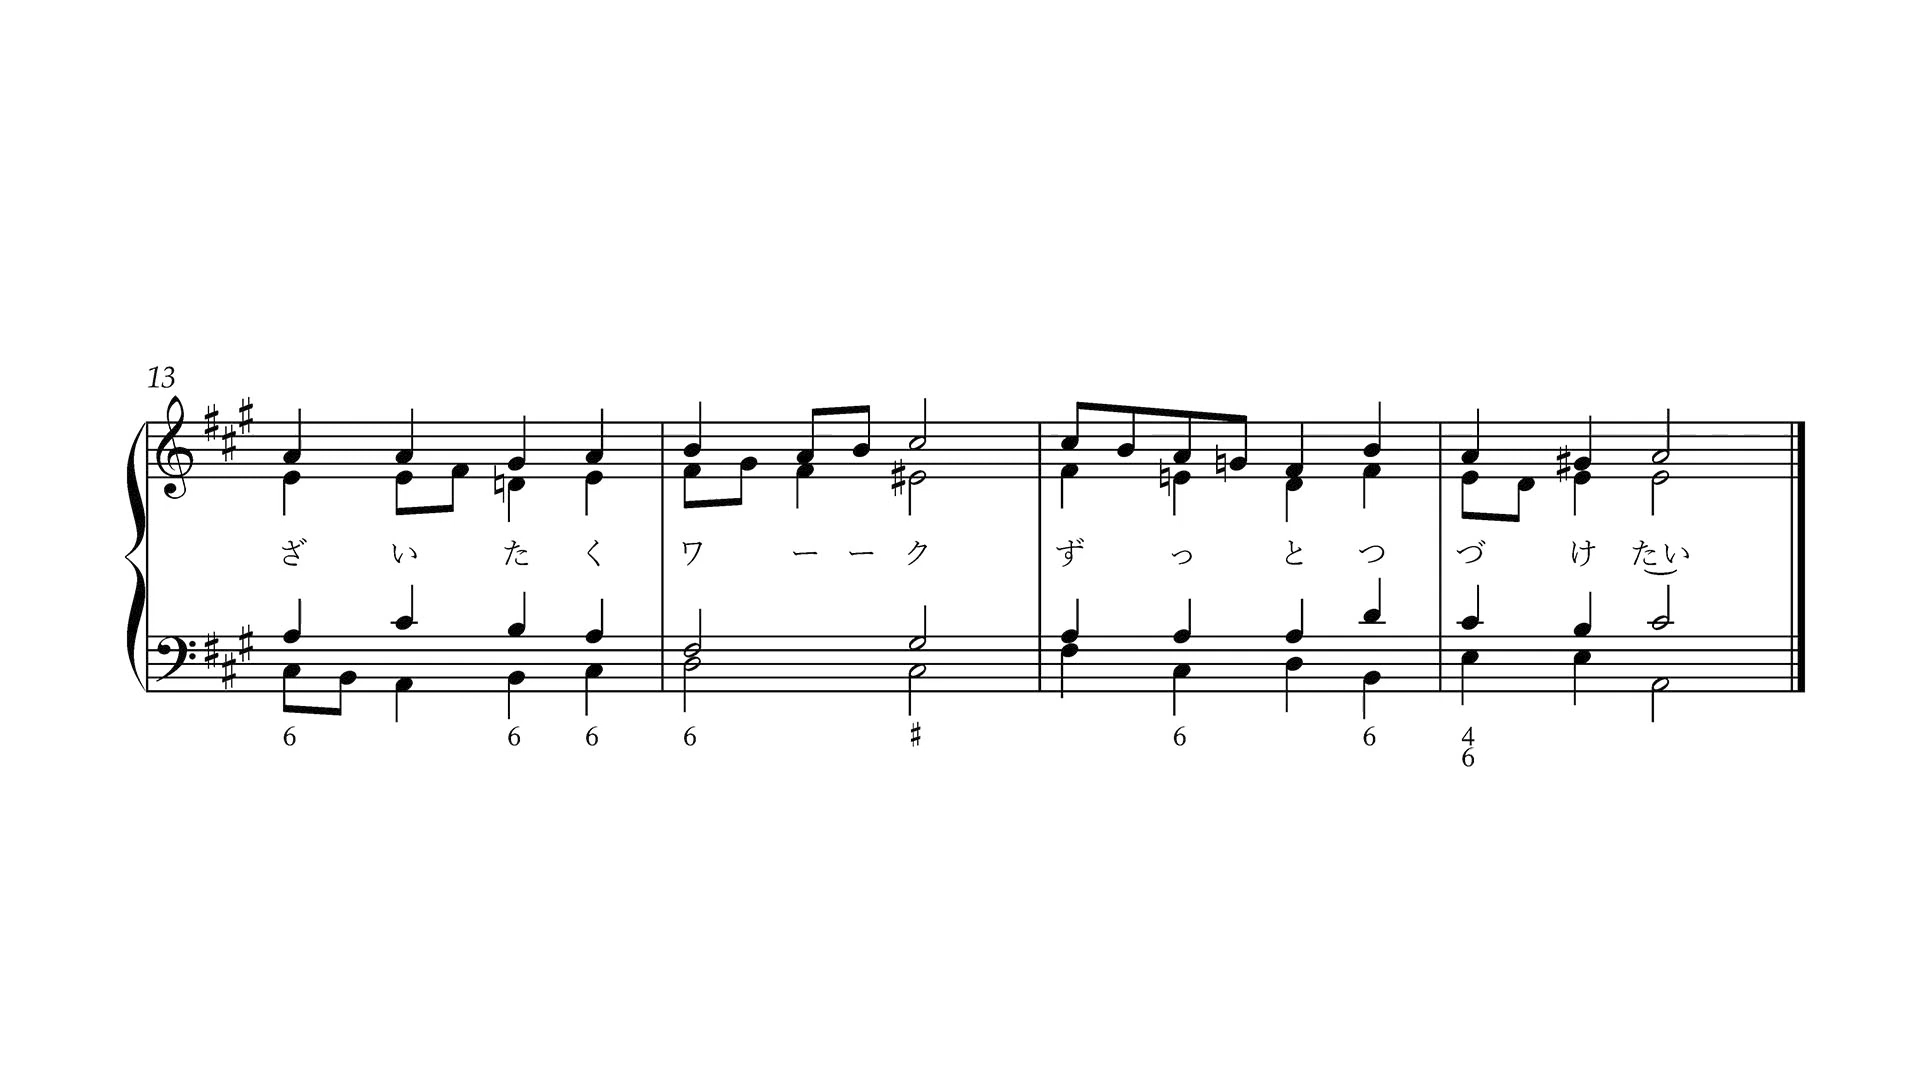 13
ざ い た く ワ ー ー ク ず っ と つ づ け たい
6 6 6 6 ♯ 6 6 4
6